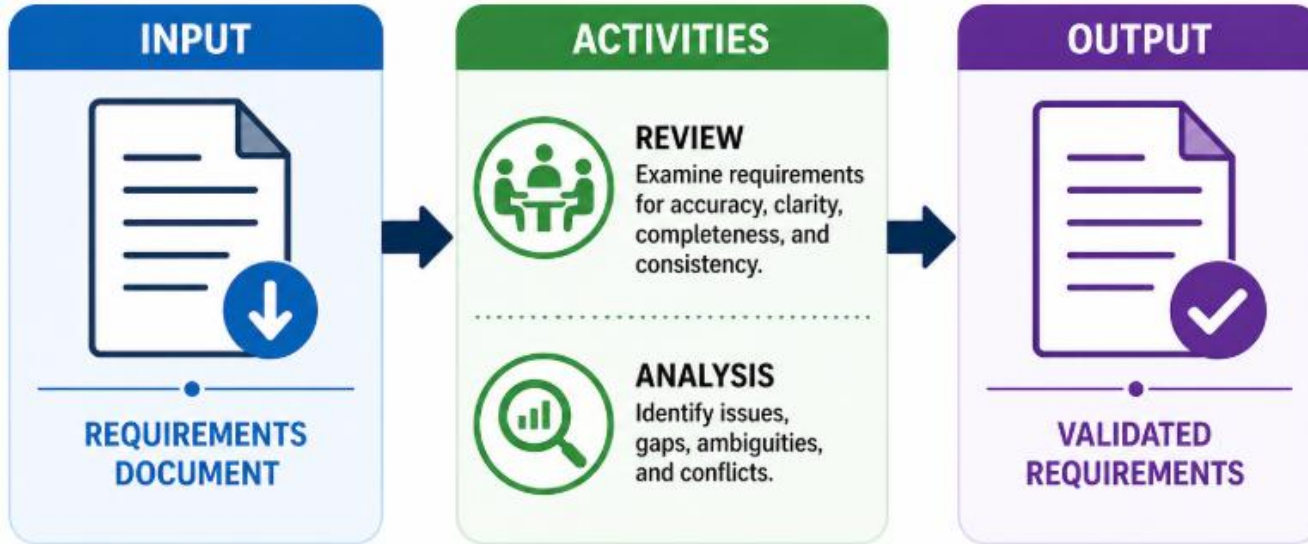 INPUT
REQUIREMENTS
DOCUMENT
ACTIVITIES
REVIEW
Examine requirements
for accuracy, clarity,
completeness, and
consistency.
ANALYSIS
Identify issues,
gaps, ambiguities,
and conflicts.
OUTPUT
VALIDATED
REQUIREMENTS